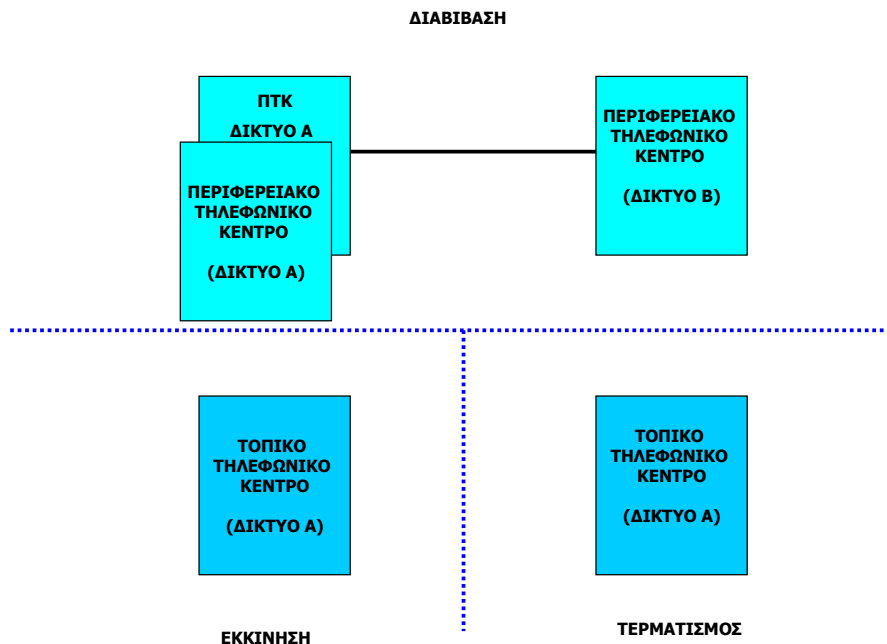 ΔΙΑΒΙΒΑΣΗ
ΠΤΚ
ΔΙΚΤΥΟ Α
ΠΕΡΙΦΕΡΕΙΑΚΟ
ΤΗΛΕΦΩΝΙΚΟ
ΚΕΝΤΡΟ
(ΔΙΚΤΥΟ Α)
ΠΕΡΙΦΕΡΕΙΑΚΟ
ΤΗΛΕΦΩΝΙΚΟ
ΚΕΝΤΡΟ
(ΔΙΚΤΥΟ Β)
ΤΟΠΙΚΟ
ΤΗΛΕΦΩΝΙΚΟ
ΚΕΝΤΡΟ
(ΔΙΚΤΥΟ Α)
ΤΟΠΙΚΟ
ΤΗΛΕΦΩΝΙΚΟ
ΚΕΝΤΡΟ
(ΔΙΚΤΥΟ Α)
ΕΚΚΙΝΗΣΗ
ΤΕΡΜΑΤΙΣΜΟΣ